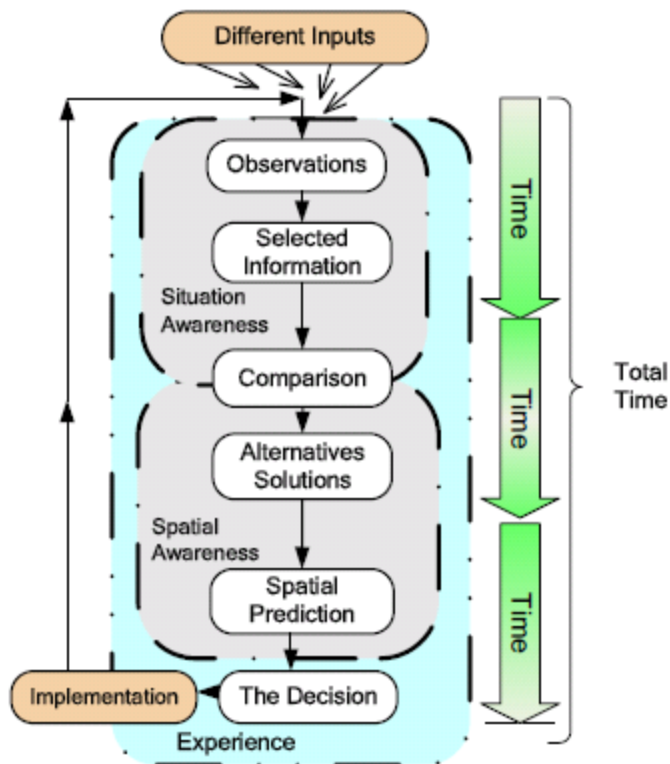 Different Inputs
Observations
Selected
Information
Situation
Awareness
Comparison
Alternatives
Solutions
Spatial
Awareness
Spatial
Prediction
Implementation
The Decision
Experience
Time
Time
Time
Total
Time